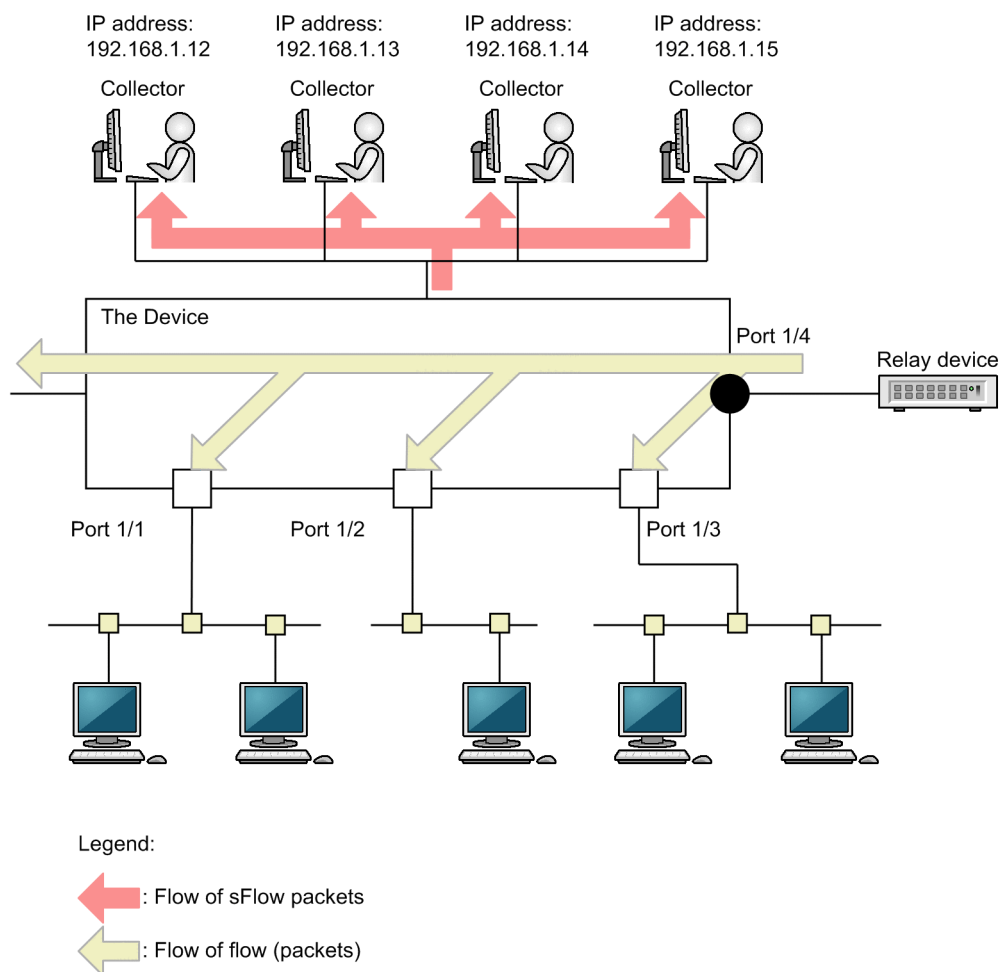 IP address:
192.168.1.12
IP address:
192.168.1.13
IP address:
192.168.1.14
IP address:
192.168.1.15
Collector
Collector
Collector
Collector
The Device
Port 1/4
Relay device
Port 1/1
Port 1/2
Port 1/3
Legend:
: Flow of sFlow packets
: Flow of flow (packets)